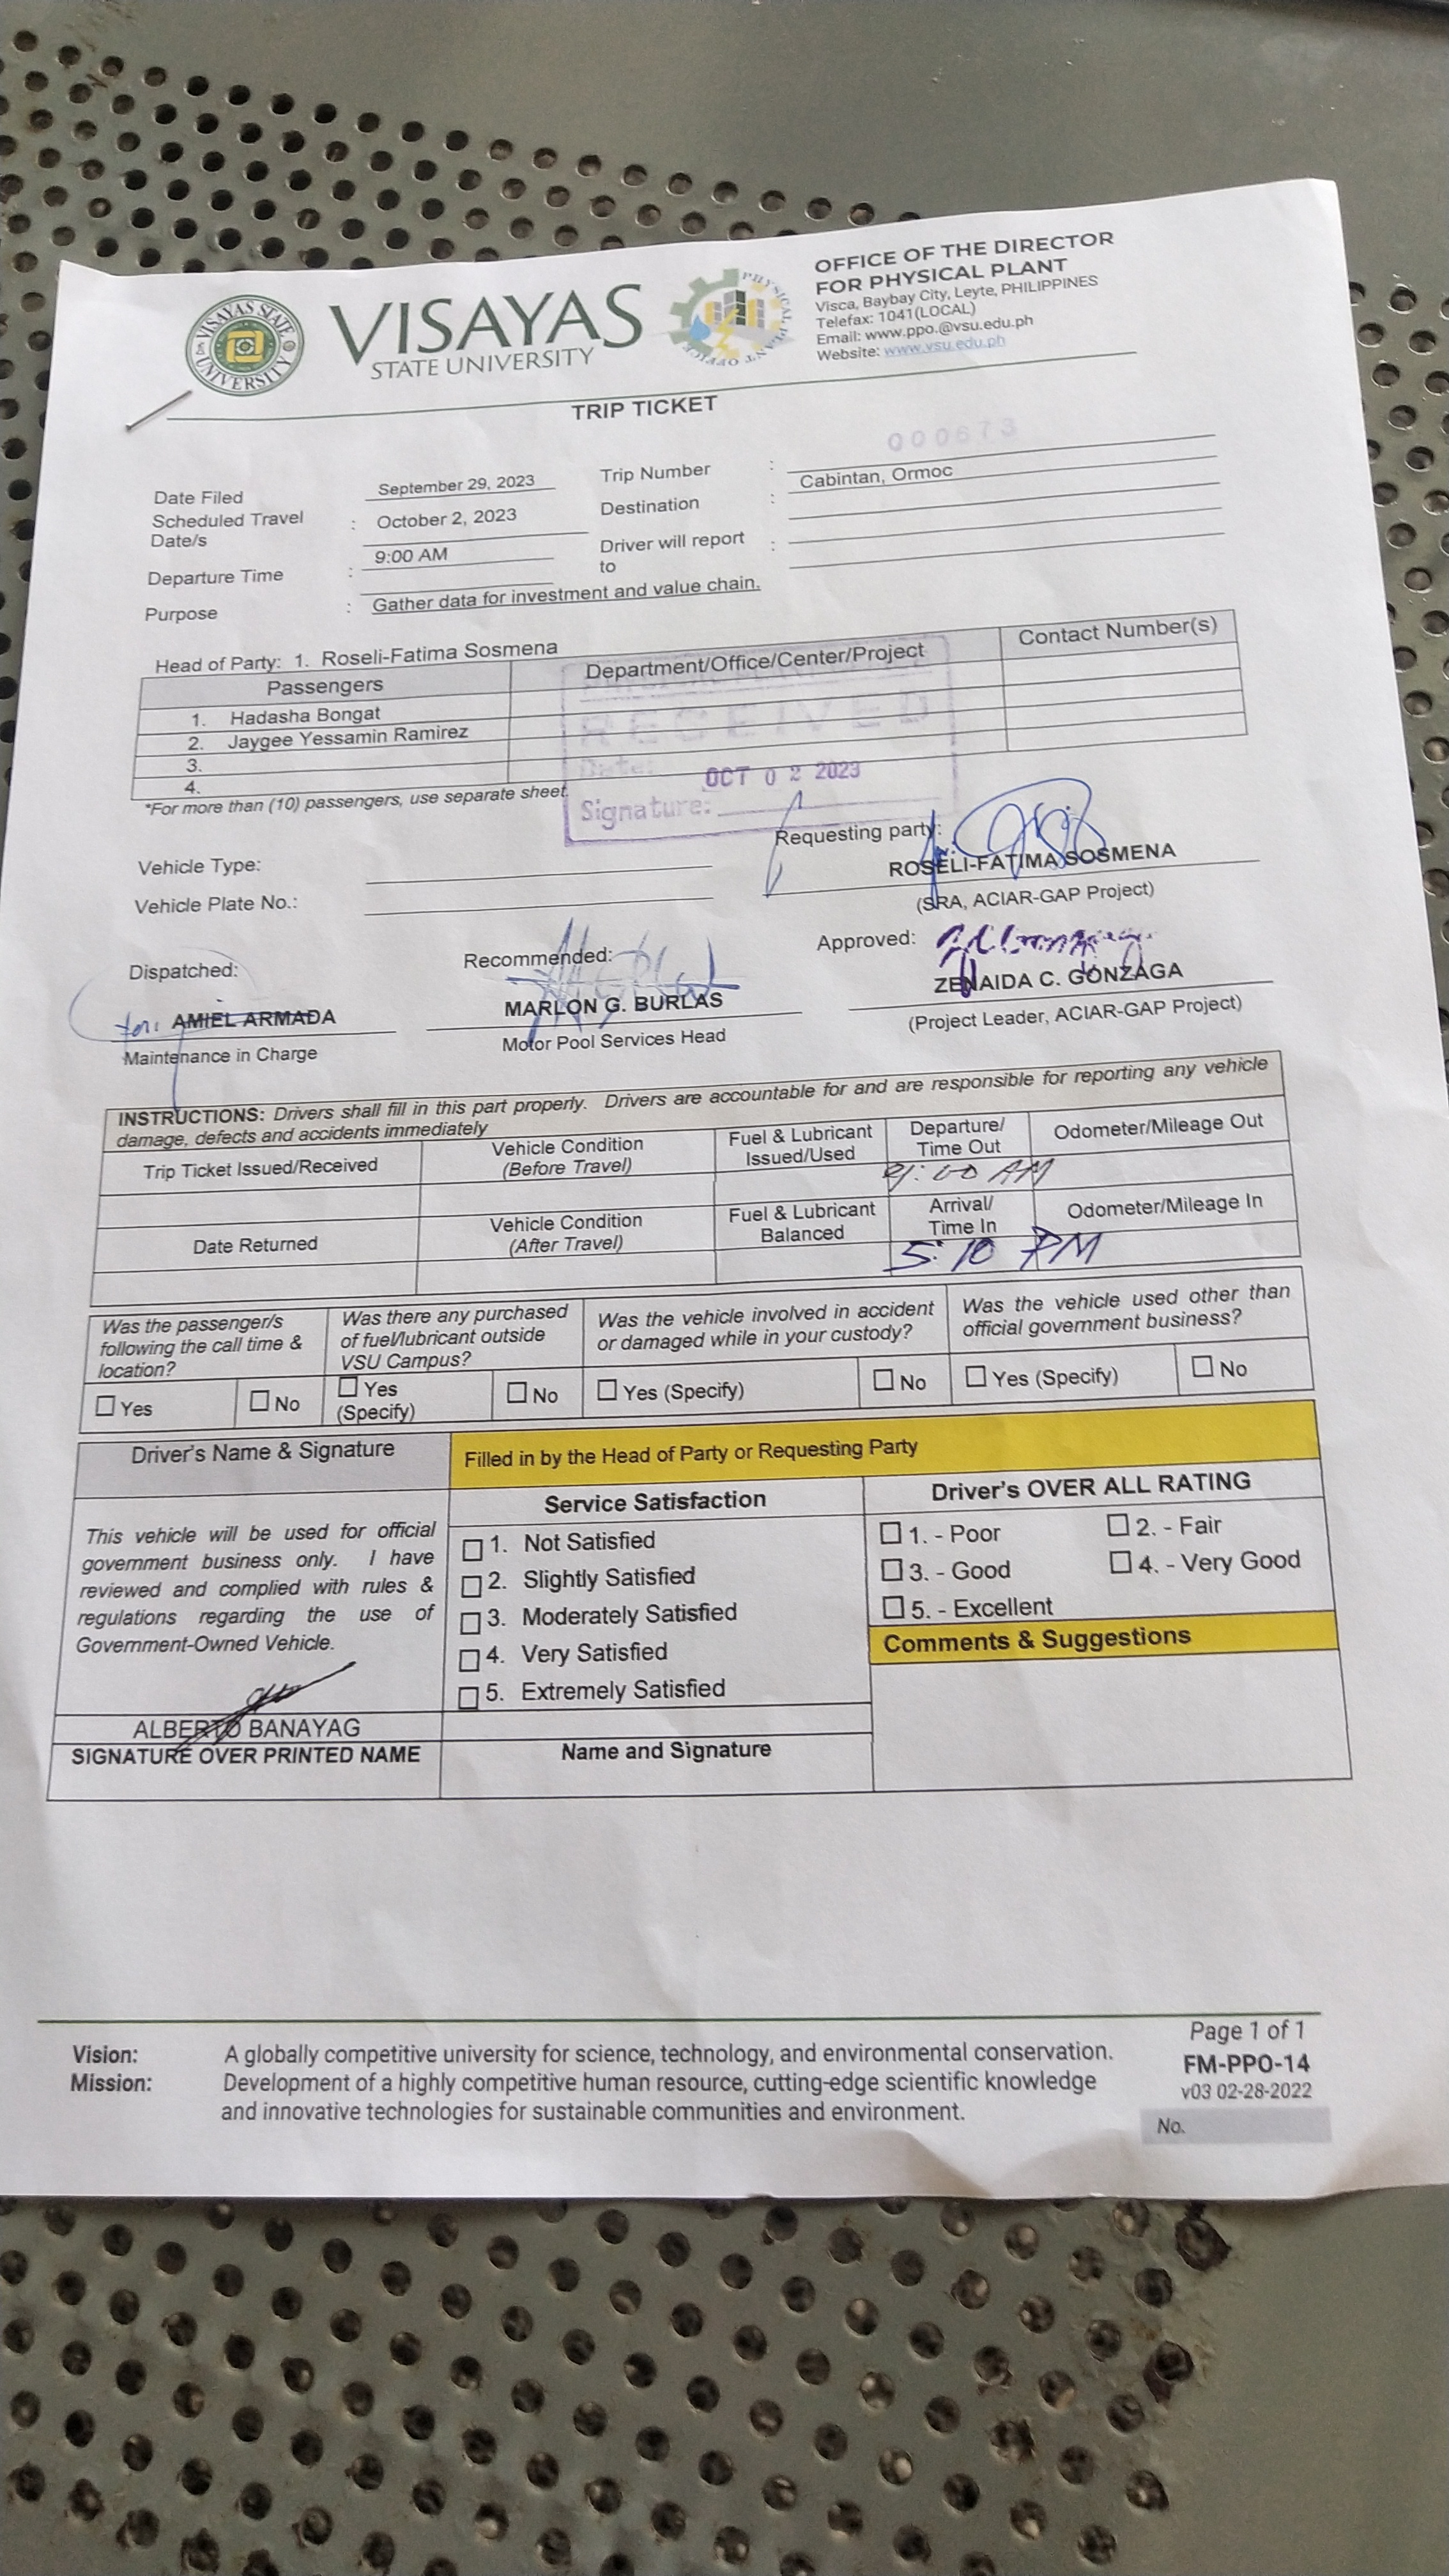 VISAYAS STATE UNIVERSITY
VISAYAS
STATE UNIVERSITY
PHYSICAL PLANT OFFICE
OFFICE OF THE DIRECTOR
FOR PHYSICAL PLANT
Visca, Baybay City, Leyte, PHILIPPINES
Telefax: 1041(LOCAL)
Email: www.ppo.@vsu.edu.ph
Website: www.vsu.edu.ph
TRIP TICKET
Date Filed September 29, 2023 Trip Number : 000673
Scheduled Travel Date/s : October 2, 2023 Destination : Cabintan, Ormoc
Departure Time : 9:00 AM Driver will report to :
Purpose : Gather data for investment and value chain.
Head of Party: 1. Roseli-Fatima Sosmena
Passengers Department/Office/Center/Project Contact Number(s)
1. Hadasha Bongat
2. Jaygee Yessamin Ramirez
3.
4.
*For more than (10) passengers, use separate sheet.
RECEIVED
Date: OCT 02 2023
Signature:
Vehicle Type:
Vehicle Plate No.:
Requesting party:
ROSELI-FATIMA SOSMENA
(SRA, ACIAR-GAP Project)
Dispatched: Recommended: Approved:
for: AMIEL ARMADA MARLON G. BURLAS ZENAIDA C. GONZAGA
Maintenance in Charge Motor Pool Services Head (Project Leader, ACIAR-GAP Project)
INSTRUCTIONS: Drivers shall fill in this part properly. Drivers are accountable for and are responsible for reporting any vehicle
damage, defects and accidents immediately
Trip Ticket Issued/Received Vehicle Condition (Before Travel) Fuel & Lubricant Issued/Used Departure/ Time Out Odometer/Mileage Out
9:00 AM
Date Returned Vehicle Condition (After Travel) Fuel & Lubricant Balanced Arrival/ Time In Odometer/Mileage In
5:10 PM
Was the passenger/s following the call time & location? Was there any purchased of fuel/lubricant outside VSU Campus? Was the vehicle involved in accident or damaged while in your custody? Was the vehicle used other than official government business?
☐ Yes ☐ No ☐ Yes (Specify) ☐ No ☐ Yes (Specify) ☐ No ☐ Yes (Specify) ☐ No
Driver's Name & Signature Filled in by the Head of Party or Requesting Party
This vehicle will be used for official
government business only. I have
reviewed and complied with rules &
regulations regarding the use of
Government-Owned Vehicle.
ALBERTO BANAYAG
SIGNATURE OVER PRINTED NAME
Service Satisfaction
☐ 1. Not Satisfied
☐ 2. Slightly Satisfied
☐ 3. Moderately Satisfied
☐ 4. Very Satisfied
☐ 5. Extremely Satisfied
Name and Signature
Driver's OVER ALL RATING
☐ 1. - Poor ☐ 2. - Fair
☐ 3. - Good ☐ 4. - Very Good
☐ 5. - Excellent
Comments & Suggestions
Vision: A globally competitive university for science, technology, and environmental conservation.
Mission: Development of a highly competitive human resource, cutting-edge scientific knowledge
and innovative technologies for sustainable communities and environment.
Page 1 of 1
FM-PPO-14
v03 02-28-2022
No.